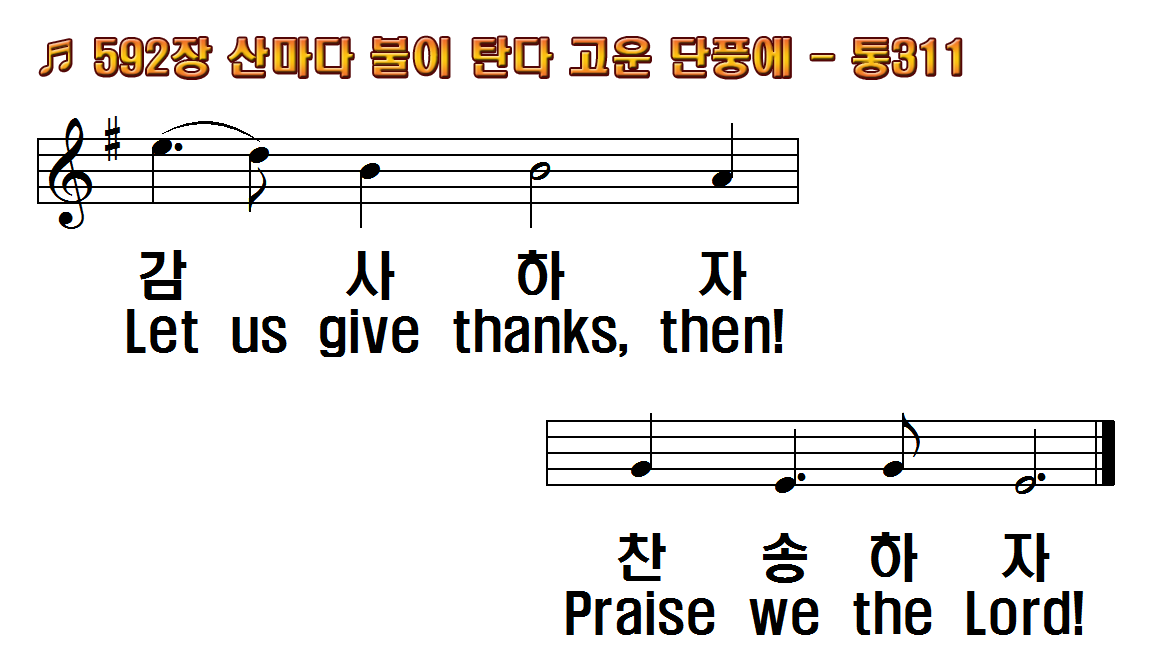 ♬ 592장 산마다 불이 탄다 고운 단풍에 - 통311
감 사 하 자
Let us give thanks, then!
찬 송 하 자
Praise we the Lord!